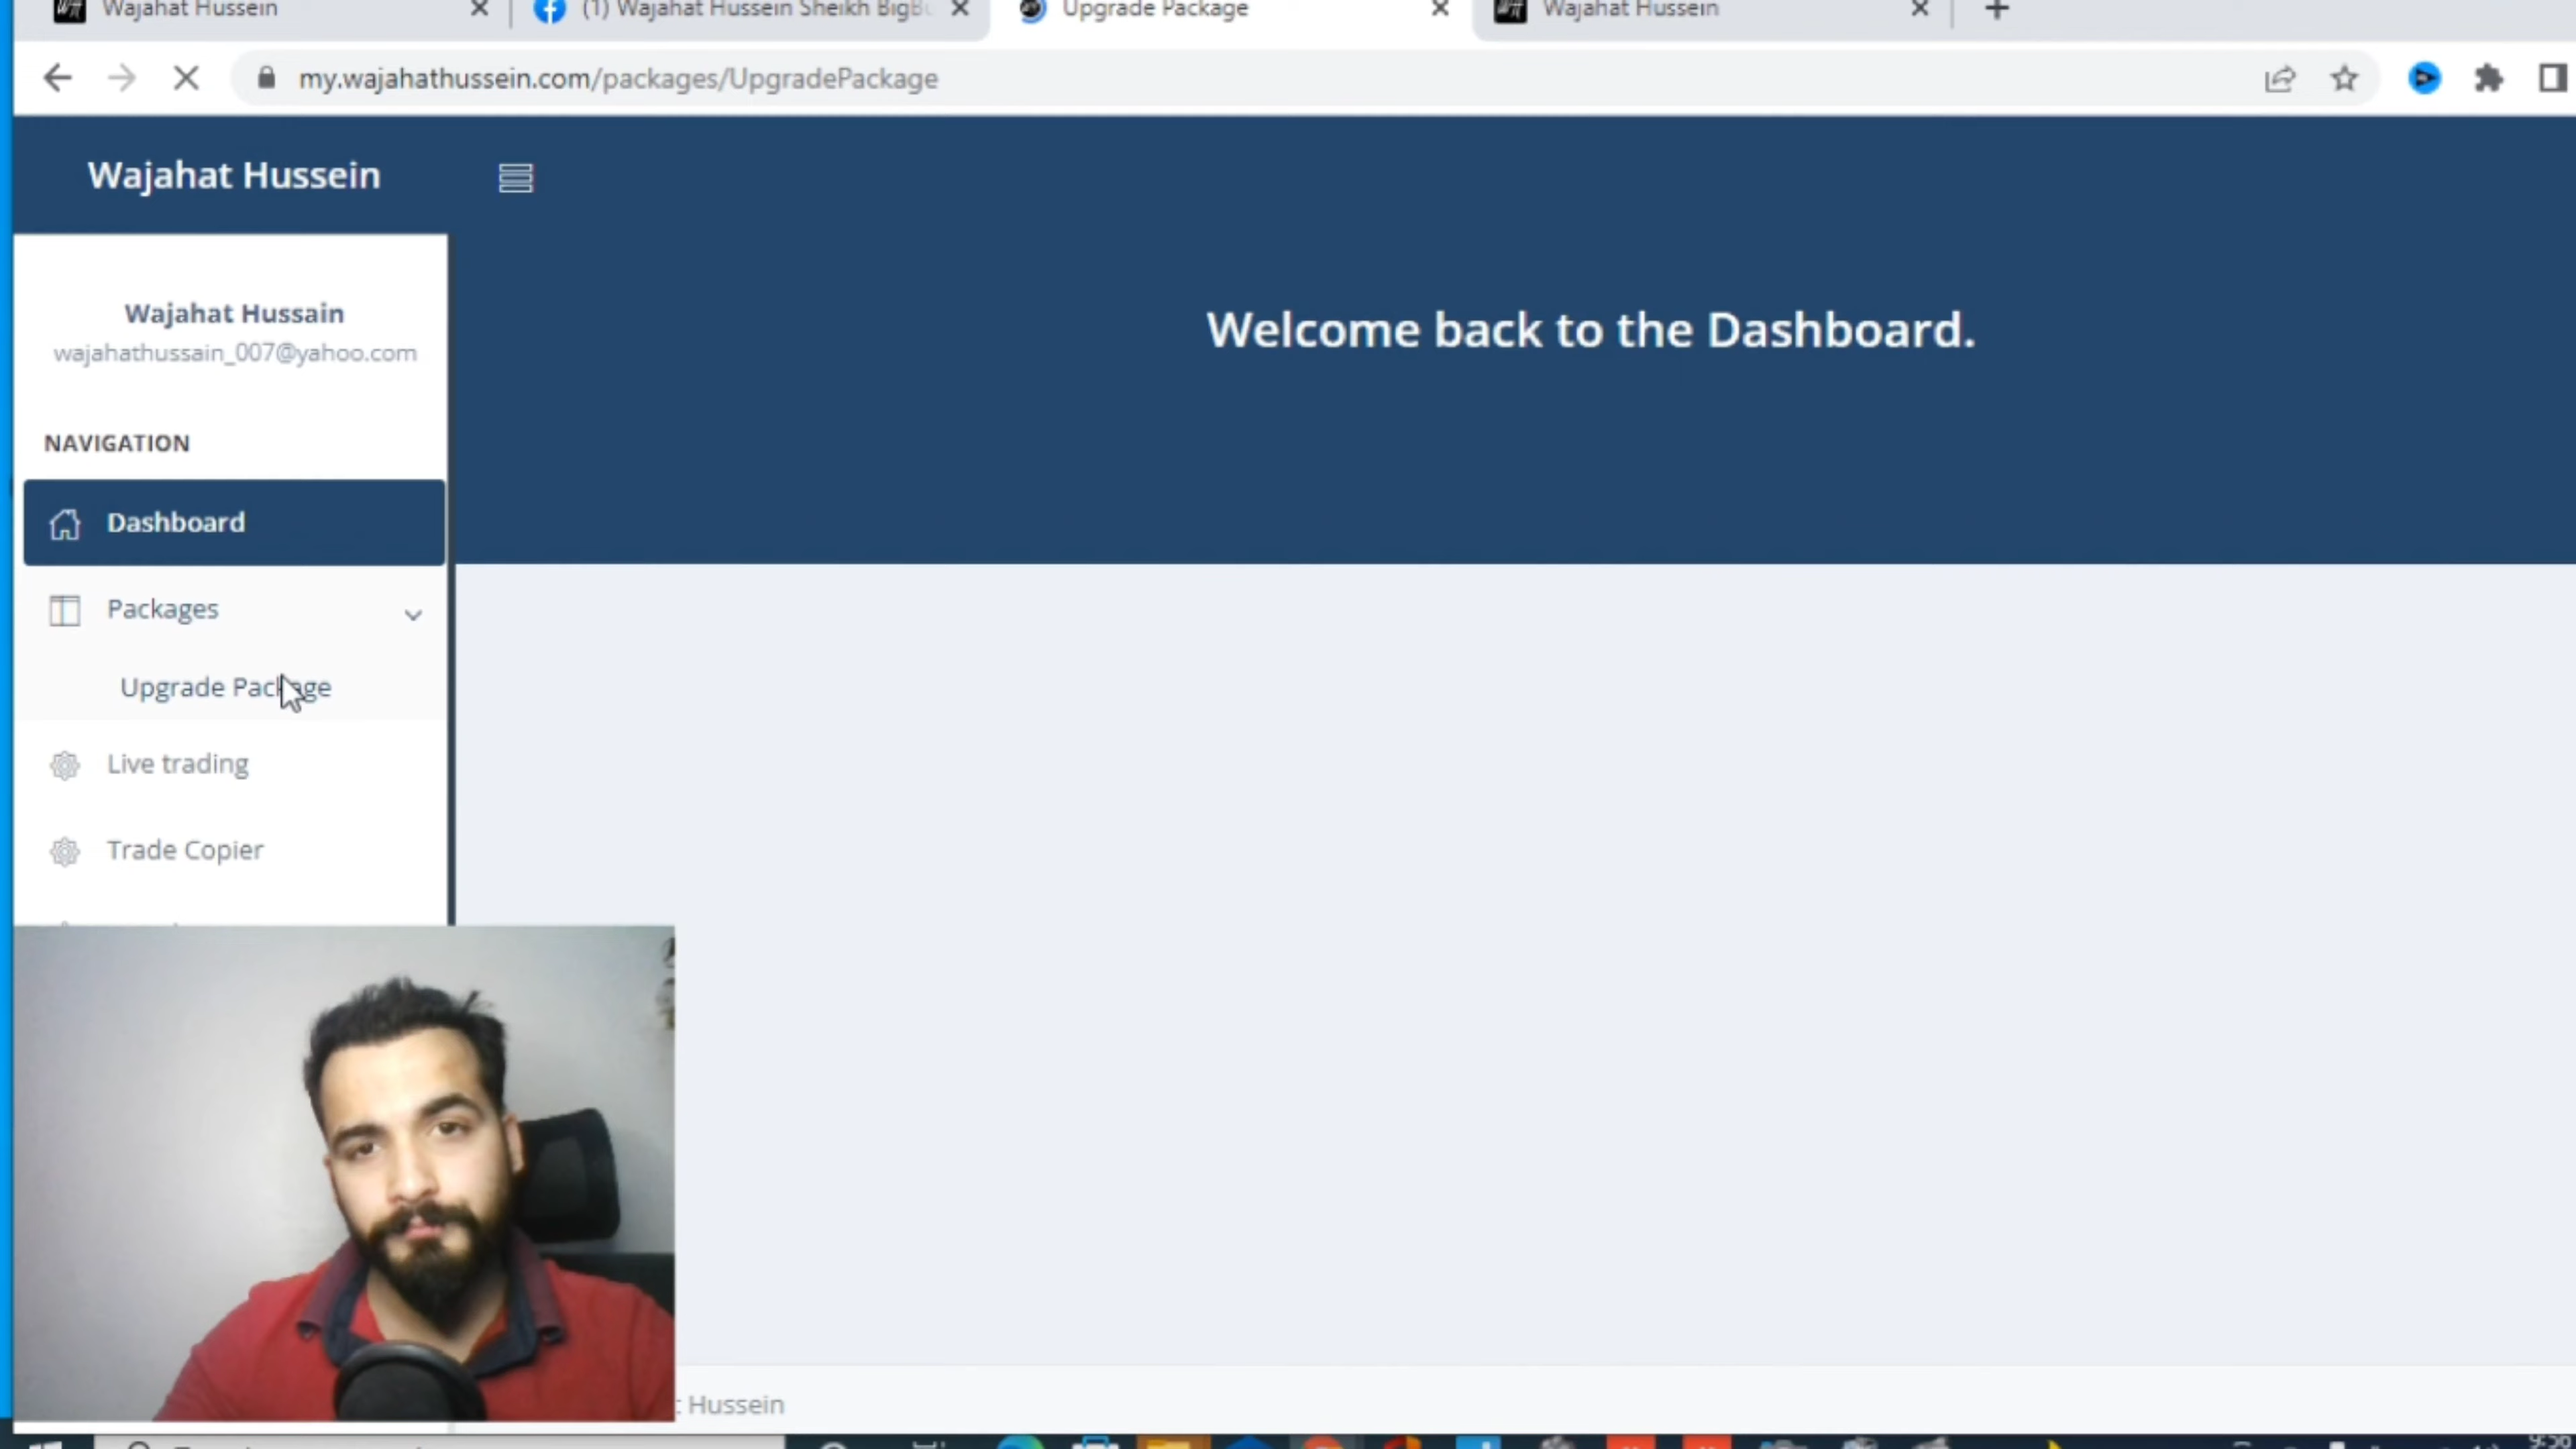 Wajahat Hussein
(1) Wajahat Hussein Sheikh BigB
Upgrade Package
Wajahat Hussein
my.wajahathussein.com/packages/UpgradePackage
Wajahat Hussein
Welcome back to the Dashboard.
Wajahat Hussain
wajahathussain_007@yahoo.com
NAVIGATION
Dashboard
Packages
Upgrade Package
Live trading
Trade Copier
Hussein
9:56